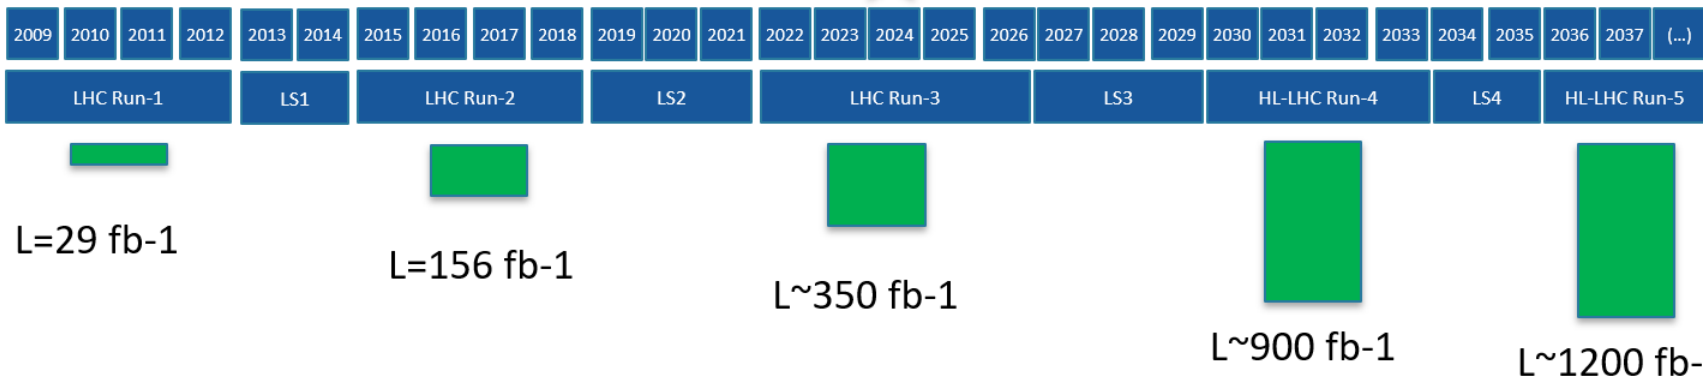 2009 2010 2011 2012 2013 2014 2015 2016 2017 2018 2019 2020 2021 2022 2023 2024 2025 2026 2027 2028 2029 2030 2031 2032 2033 2034 2035 2036 2037 (...)
LHC Run-1 LS1 LHC Run-2 LS2 LHC Run-3 LS3 HL-LHC Run-4 LS4 HL-LHC Run-5
L=29 fb-1
L=156 fb-1
L~350 fb-1
L~900 fb-1
L~1200 fb-